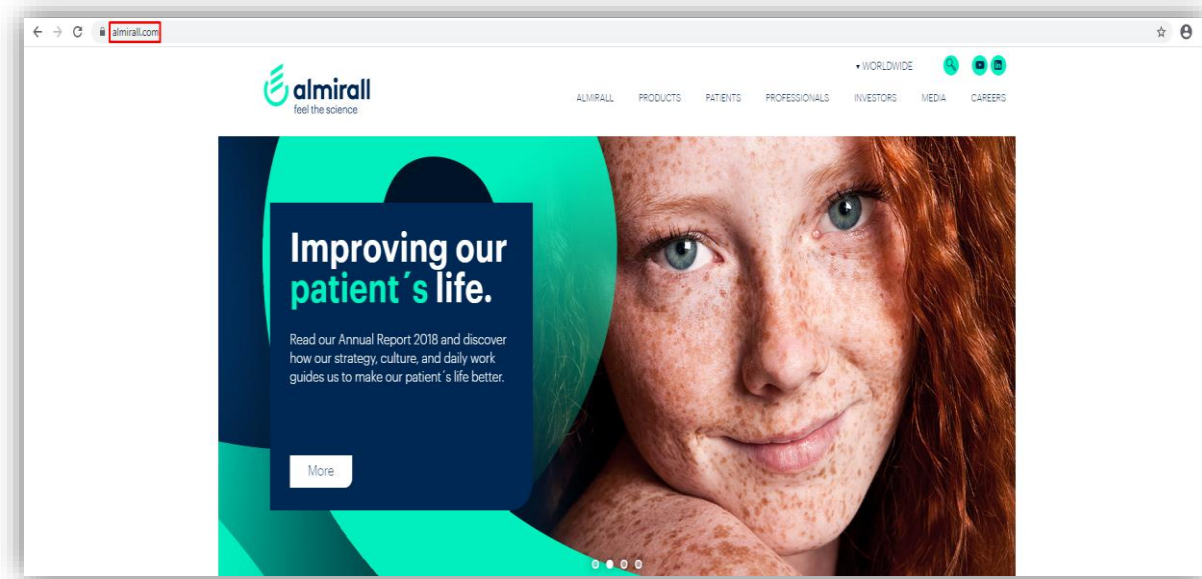 almirall.com
WORLDWIDE
almirall
feel the science
ALMIRALL PRODUCTS PATIENTS PROFESSIONALS INVESTORS MEDIA CAREERS
Improving our
patient´s life.
Read our Annual Report 2018 and discover
how our strategy, culture, and daily work
guides us to make our patient´s life better.
More